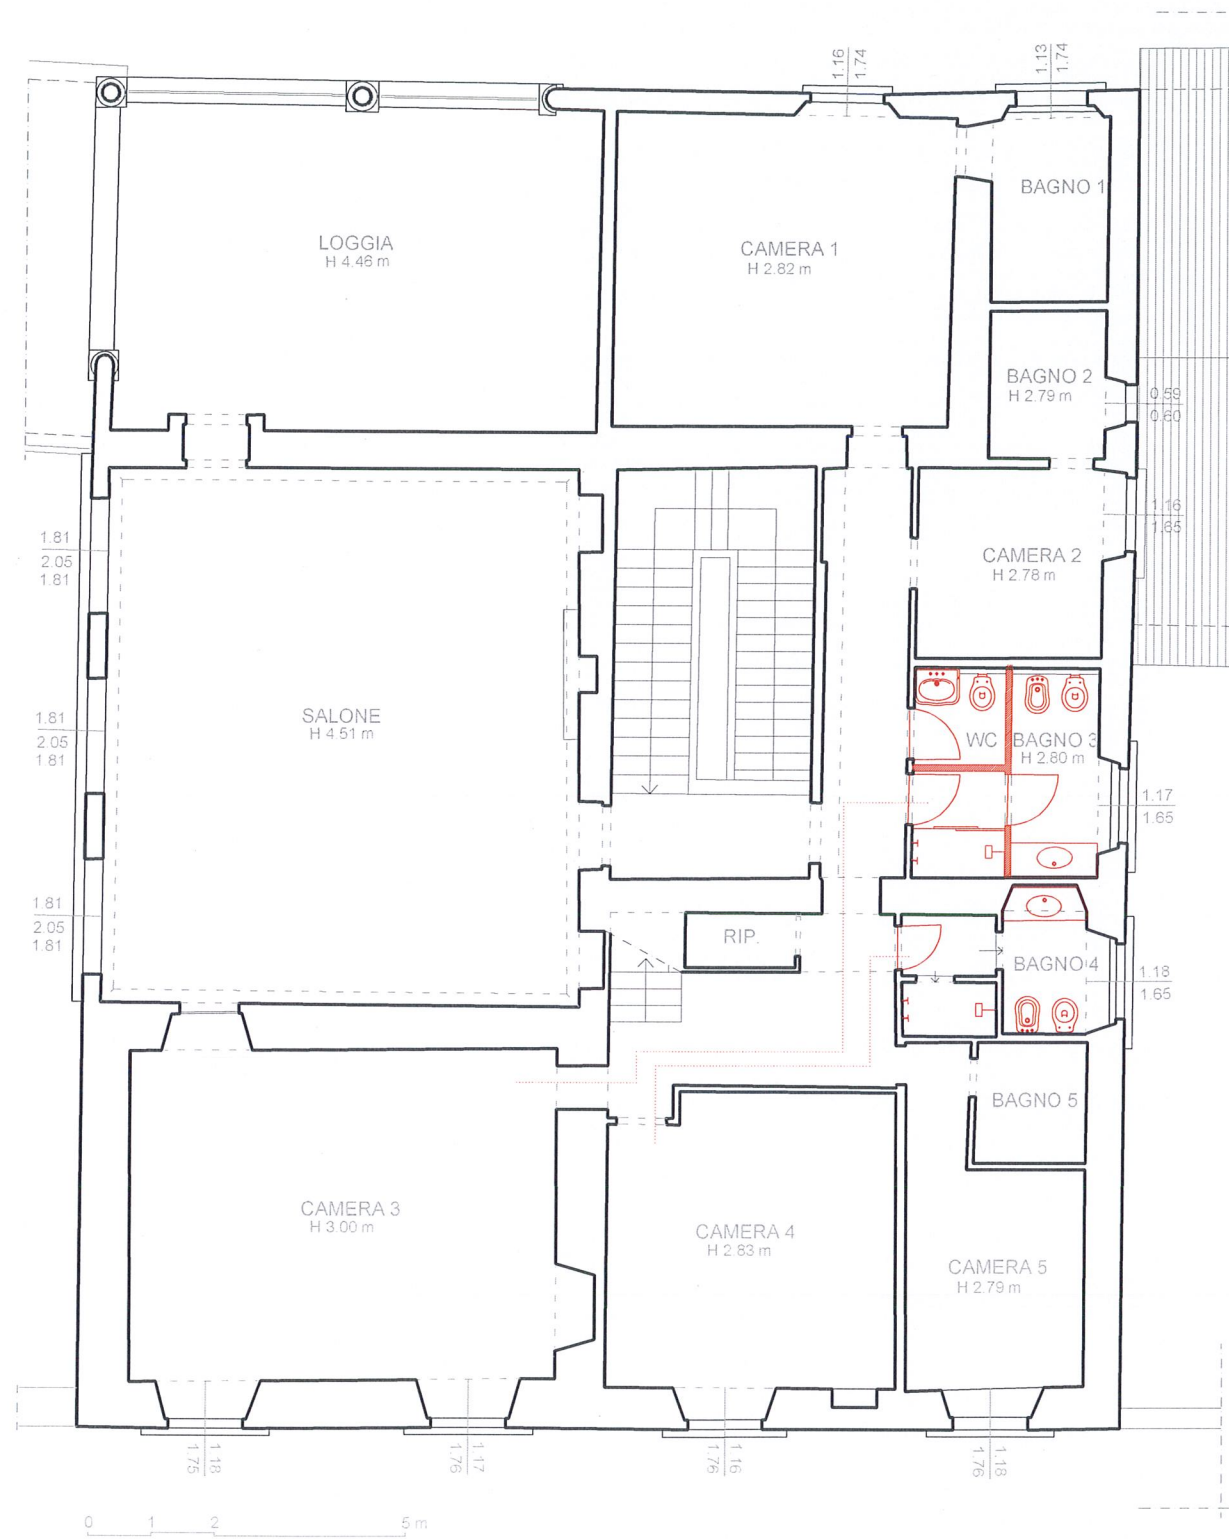 1.16
1.74
1.13
1.74
BAGNO 1
LOGGIA
H 4.46 m
CAMERA 1
H 2.82 m
BAGNO 2
H 2.79 m
0.59
0.60
1.16
1.65
1.81
2.05
1.81
CAMERA 2
H 2.78 m
SALONE
H 4.51 m
1.81
2.05
1.81
WC
BAGNO 3
H 2.80 m
1.17
1.65
1.81
2.05
1.81
RIP.
BAGNO 4
1.18
1.65
BAGNO 5
CAMERA 3
H 3.00 m
CAMERA 4
H 2.83 m
CAMERA 5
H 2.79 m
1.18
1.75
1.17
1.76
1.16
1.76
1.18
1.76
0 1 2 5 m